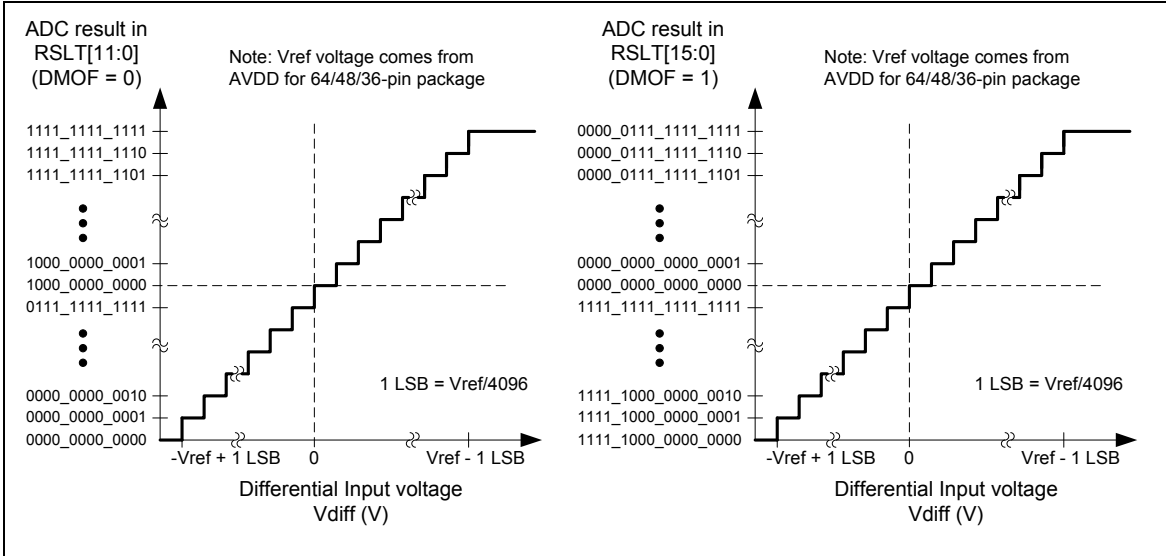 ADC result in
RSLT[11:0]
(DMOF = 0)
Note: Vref voltage comes from
AVDD for 64/48/36-pin package
1111_1111_1111
1111_1111_1110
1111_1111_1101
1000_0000_0001
1000_0000_0000
0111_1111_1111
0000_0000_0010
0000_0000_0001
0000_0000_0000
1 LSB = Vref/4096
-Vref + 1 LSB
0
Vref - 1 LSB
Differential Input voltage
Vdiff (V)
ADC result in
RSLT[15:0]
(DMOF = 1)
Note: Vref voltage comes from
AVDD for 64/48/36-pin package
0000_0111_1111_1111
0000_0111_1111_1110
0000_0111_1111_1101
0000_0000_0000_0001
0000_0000_0000_0000
1111_1111_1111_1111
1111_1000_0000_0010
1111_1000_0000_0001
1111_1000_0000_0000
1 LSB = Vref/4096
-Vref + 1 LSB
0
Vref - 1 LSB
Differential Input voltage
Vdiff (V)